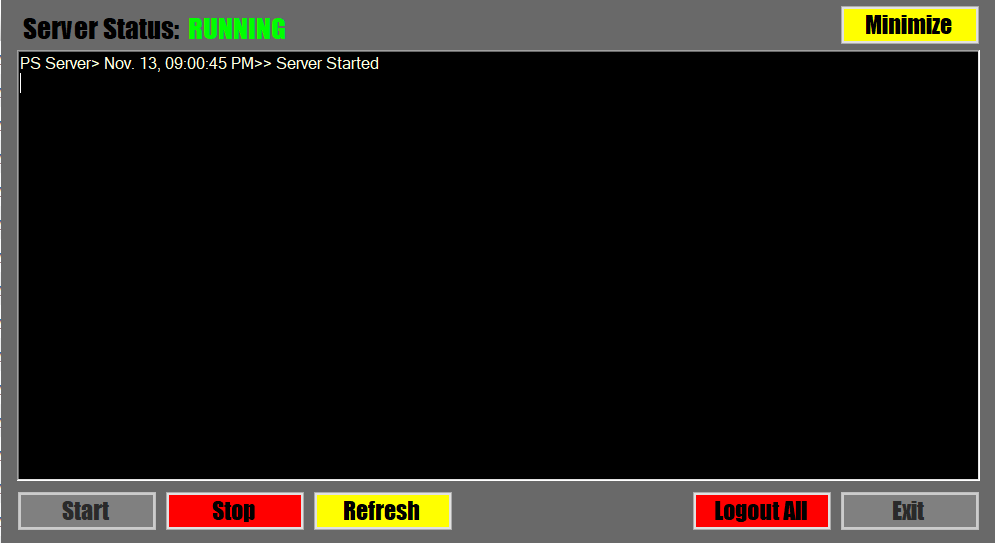 Server Status: RUNNING
Minimize
PS Server> Nov. 13, 09:00:45 PM>> Server Started
Start
Stop
Refresh
Logout All
Exit